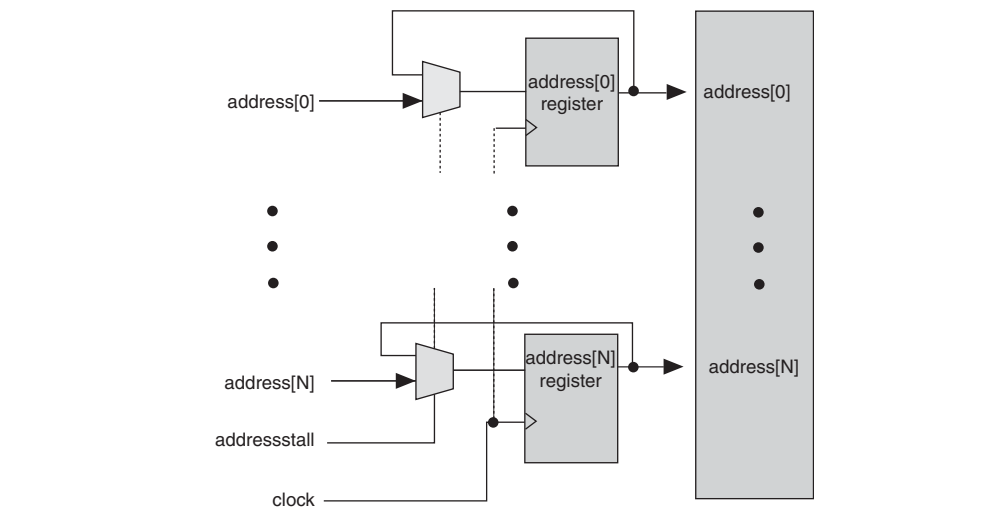 address[0]
address[0]
register
address[0]
address[N]
address[N]
register
address[N]
addressstall
clock